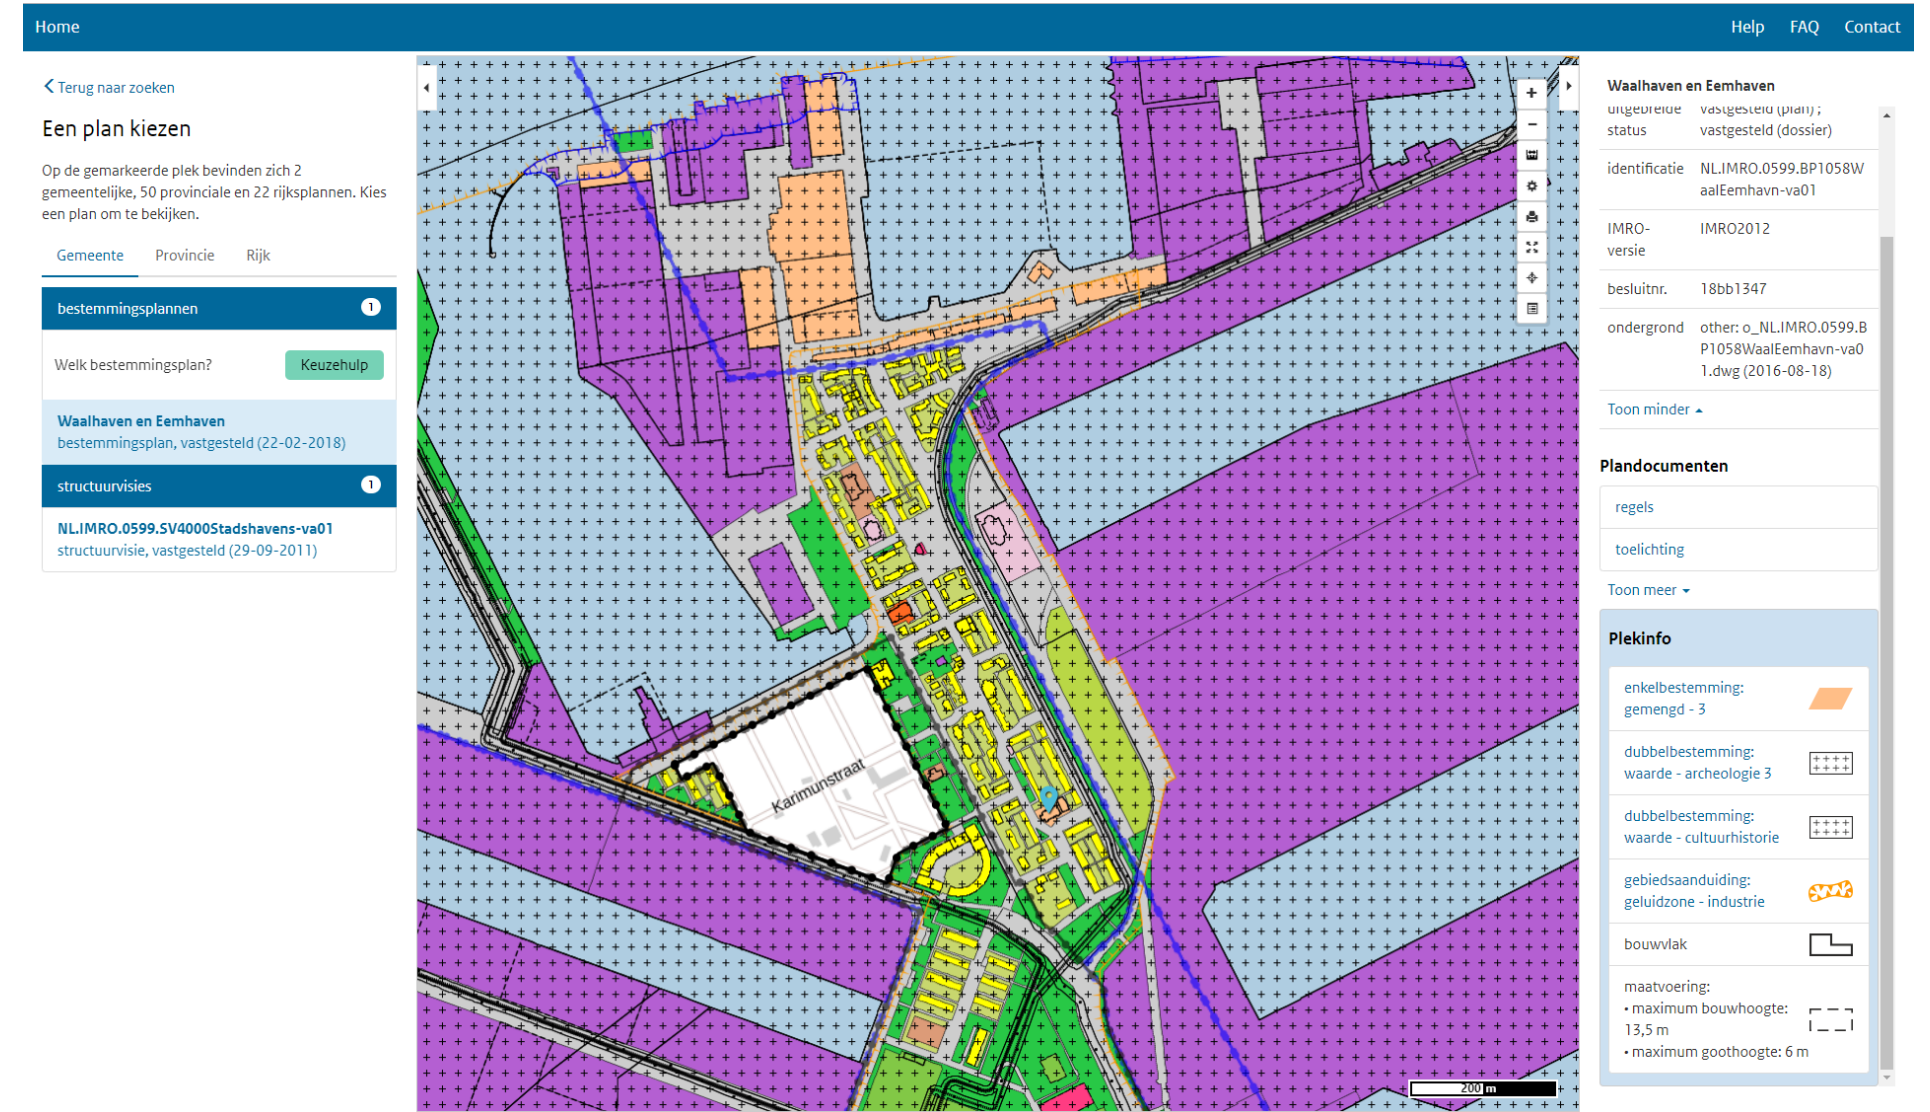 Home
Help FAQ Contact
Terug naar zoeken
Een plan kiezen
Op de gemarkeerde plek bevinden zich 2
gemeentelijke, 50 provinciale en 22 rijksplannen. Kies
een plan om te bekijken.
Gemeente Provincie Rijk
bestemmingsplannen 1
Welk bestemmingsplan? Keuzehulp
Waalhaven en Eemhaven
bestemmingsplan, vastgesteld (22-02-2018)
structuurvisies 1
NL.IMRO.0599.SV4000Stadshavens-va01
structuurvisie, vastgesteld (29-09-2011)
Karimunstraat
200 m
Waalhaven en Eemhaven
uitgebreide vastgesteld (plan) ;
status vastgesteld (dossier)
identificatie NL.IMRO.0599.BP1058W
aalEemhavn-va01
IMRO- IMRO2012
versie
besluitnr. 18bb1347
ondergrond other: o_NL.IMRO.0599.B
P1058WaalEemhavn-va0
1.dwg (2016-08-18)
Toon minder
Plandocumenten
regels
toelichting
Toon meer
Plekinfo
enkelbestemming:
gemengd - 3
dubbelbestemming:
waarde - archeologie 3
dubbelbestemming:
waarde - cultuurhistorie
gebiedsaanduiding:
geluidzone - industrie
bouwvlak
maatvoering:
• maximum bouwhoogte:
13,5 m
• maximum goothoogte: 6 m